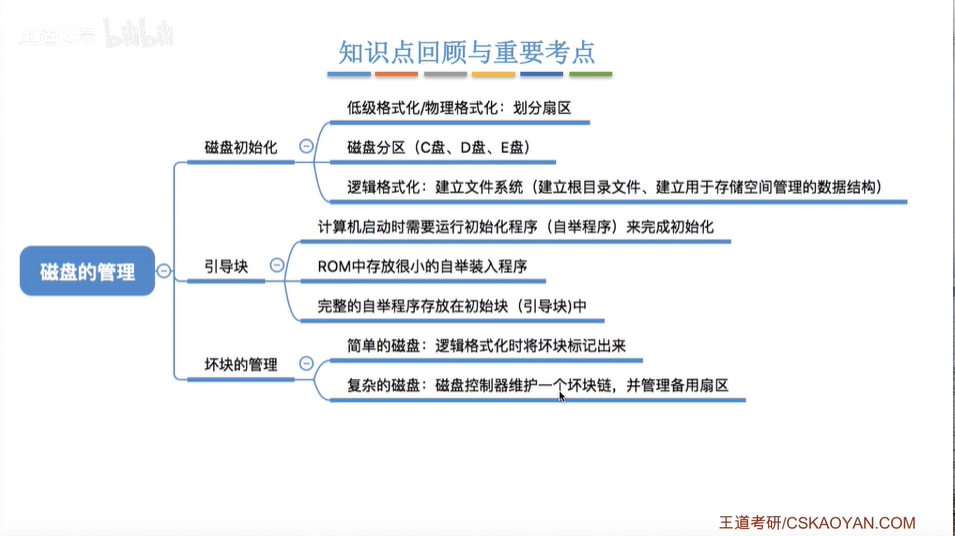 知识点回顾与重要考点
低级格式化/物理格式化：划分扇区
磁盘初始化
磁盘分区（C盘、D盘、E盘）
逻辑格式化：建立文件系统（建立根目录文件、建立用于存储空间管理的数据结构）
计算机启动时需要运行初始化程序（自举程序）来完成初始化
磁盘的管理
引导块
ROM中存放很小的自举装入程序
完整的自举程序存放在初始块（引导块)中
简单的磁盘：逻辑格式化时将坏块标记出来
坏块的管理
复杂的磁盘：磁盘控制器维护一个坏块链，并管理备用扇区
王道考研/CSKAOYAN.COM